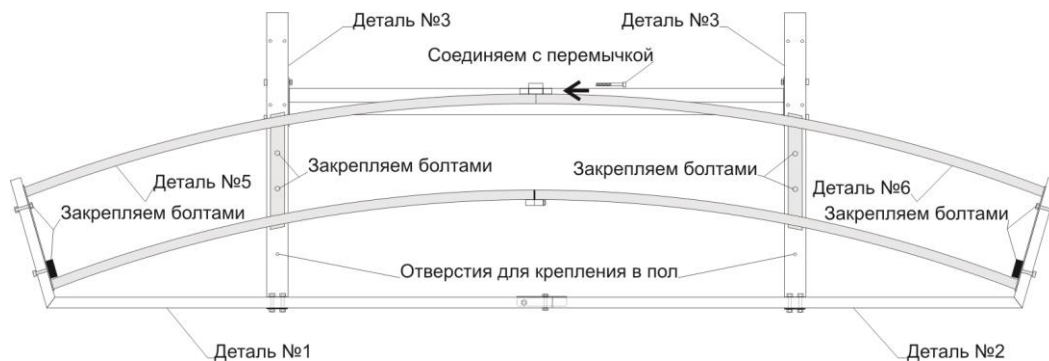 Деталь №3
Деталь №3
Соединяем с перемычкой
Закрепляем болтами
Закрепляем болтами
Деталь №5
Деталь №6
Закрепляем болтами
Закрепляем болтами
Отверстия для крепления в пол
Деталь №1
Деталь №2